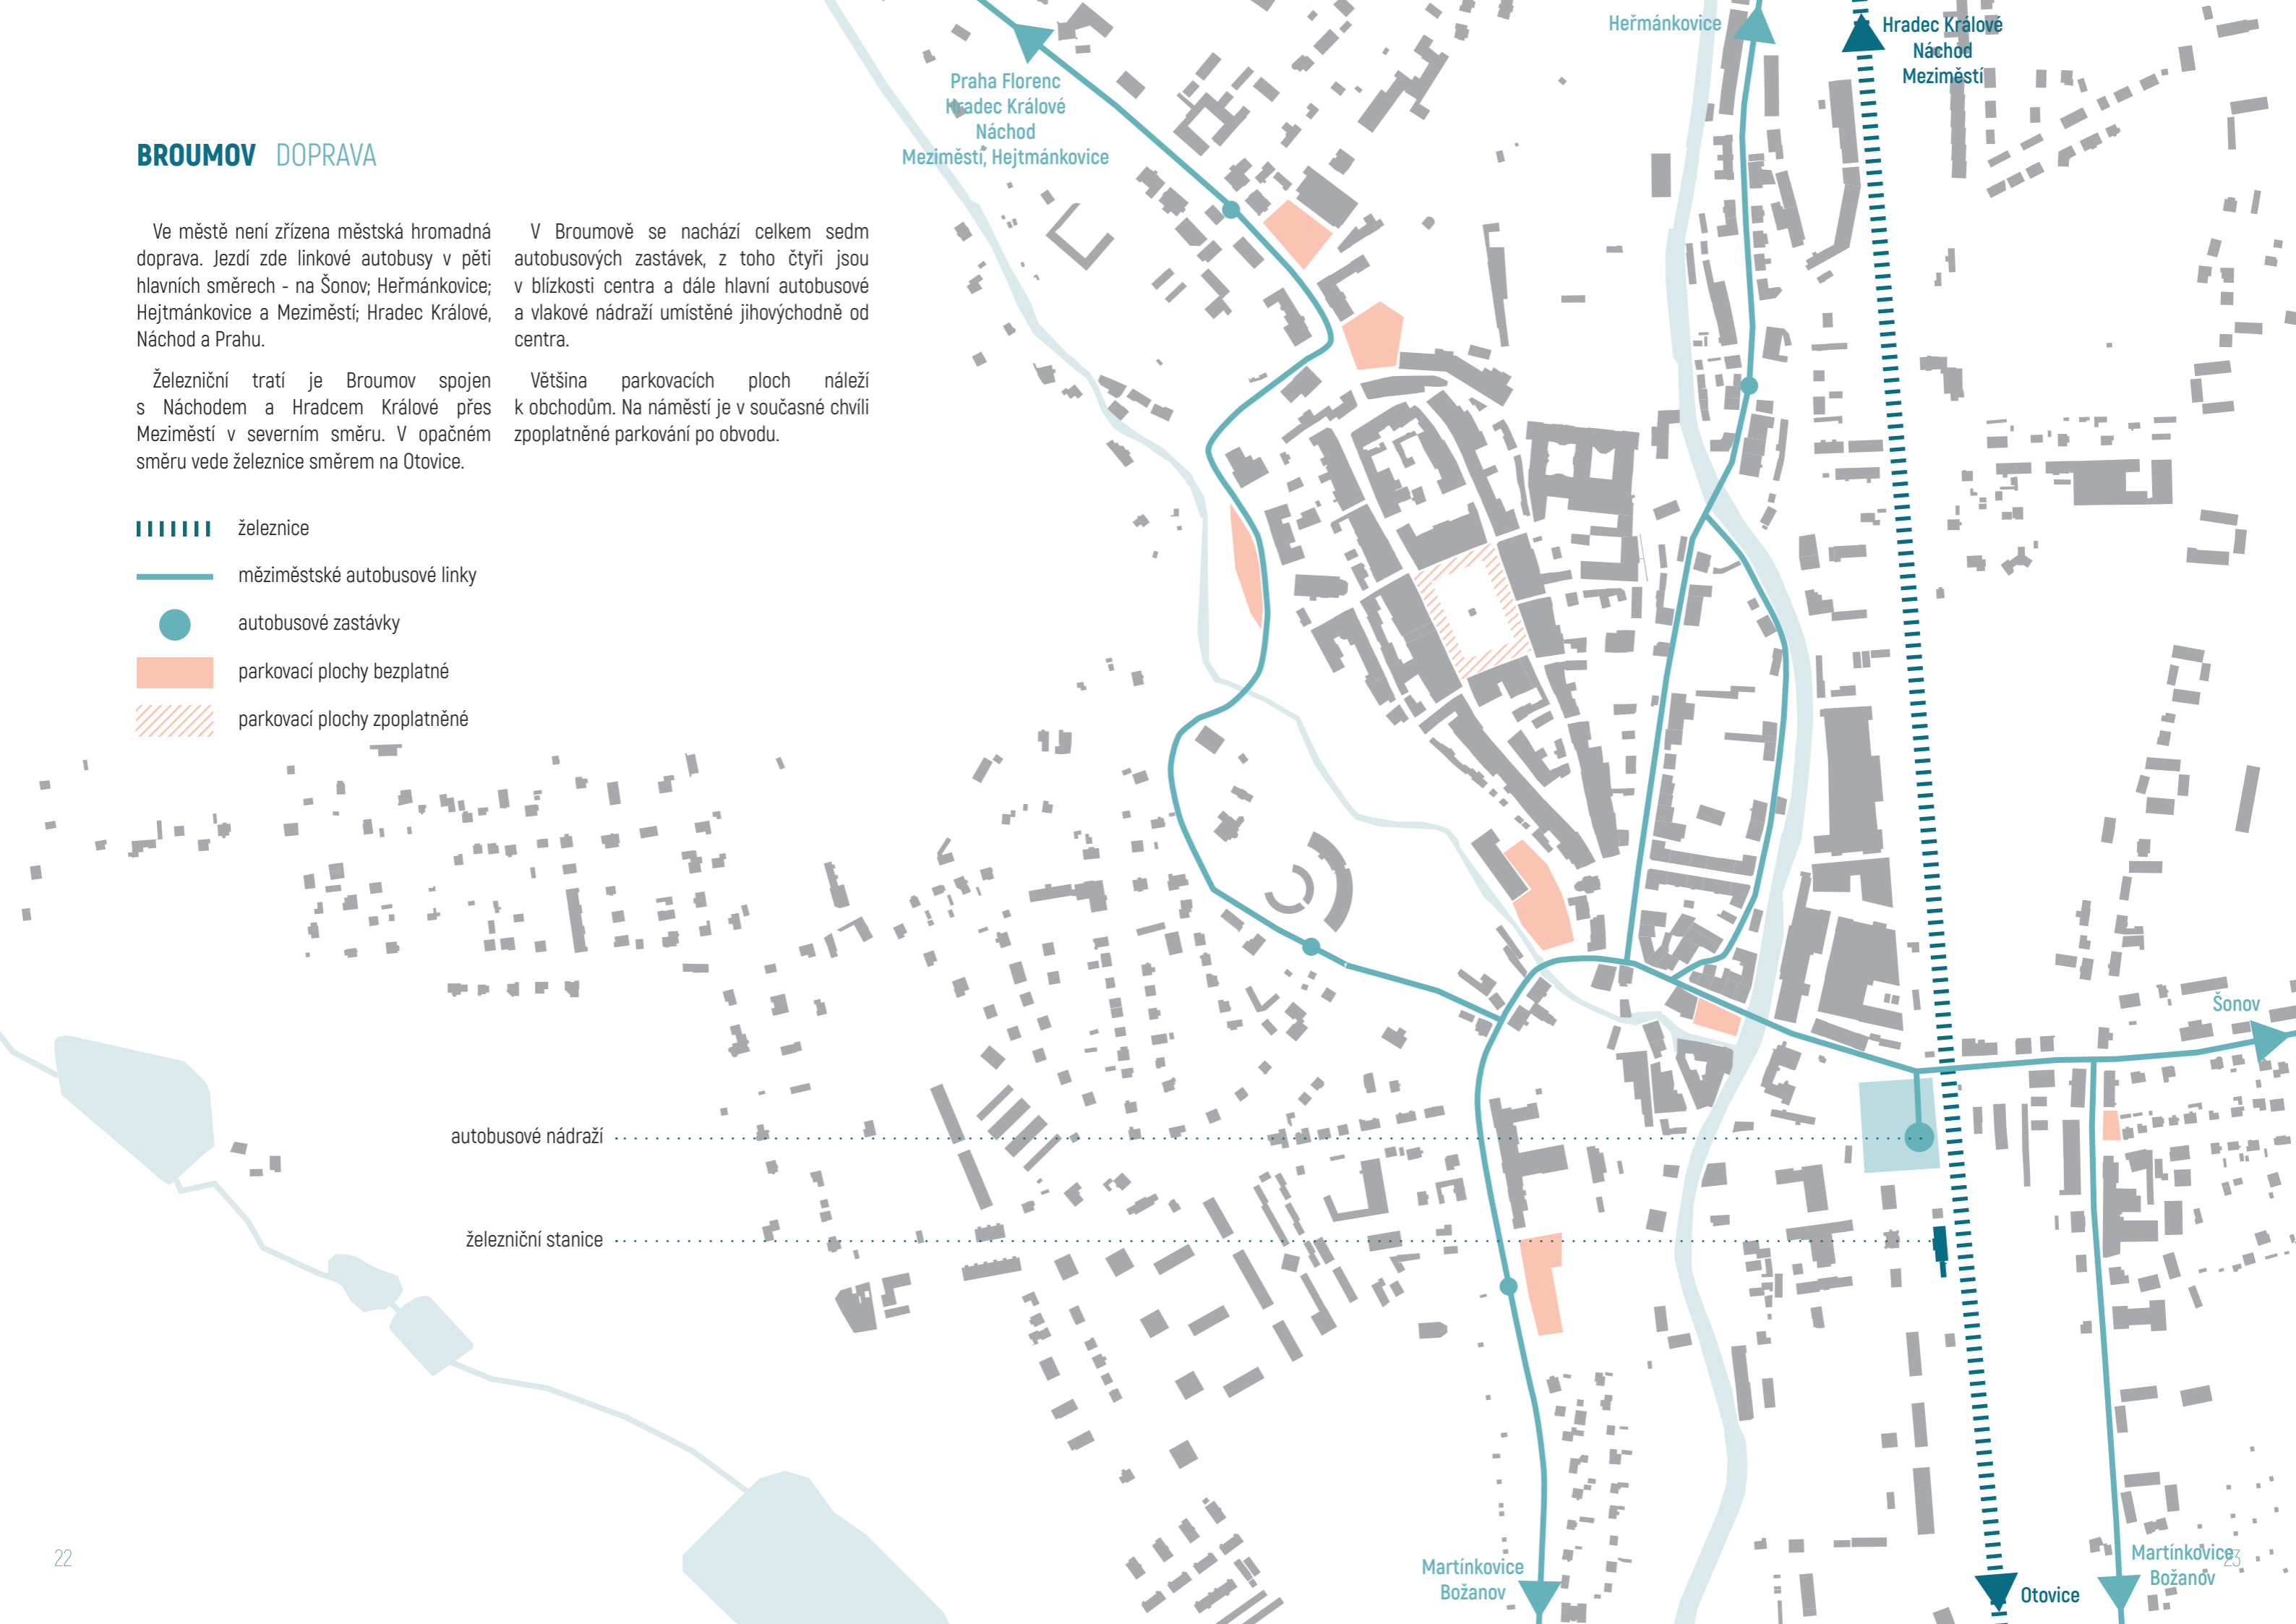 BROUMOV DOPRAVA
Ve městě není zřízena městská hromadná
doprava. Jezdí zde linkové autobusy v pěti
hlavních směrech - na Šonov; Heřmánkovice;
Hejtmánkovice a Meziměstí; Hradec Králové,
Náchod a Prahu.
Železniční tratí je Broumov spojen
s Náchodem a Hradcem Králové přes
Meziměstí v severním směru. V opačném
směru vede železnice směrem na Otovice.
V Broumově se nachází celkem sedm
autobusových zastávek, z toho čtyři jsou
v blízkosti centra a dále hlavní autobusové
a vlakové nádraží umístěné jihovýchodně od
centra.
Většina parkovacích ploch náleží
k obchodům. Na náměstí je v současné chvíli
zpoplatněné parkování po obvodu.
železnice
měziměstské autobusové linky
autobusové zastávky
parkovací plochy bezplatné
parkovací plochy zpoplatněné
Praha Florenc
Hradec Králové
Náchod
Meziměstí, Hejtmánkovice
Heřmánkovice
Hradec Králové
Náchod
Meziměstí
Šonov
autobusové nádraží
železniční stanice
Martínkovice
Božanov
Otovice
Martínkovice
Božanov
22
23